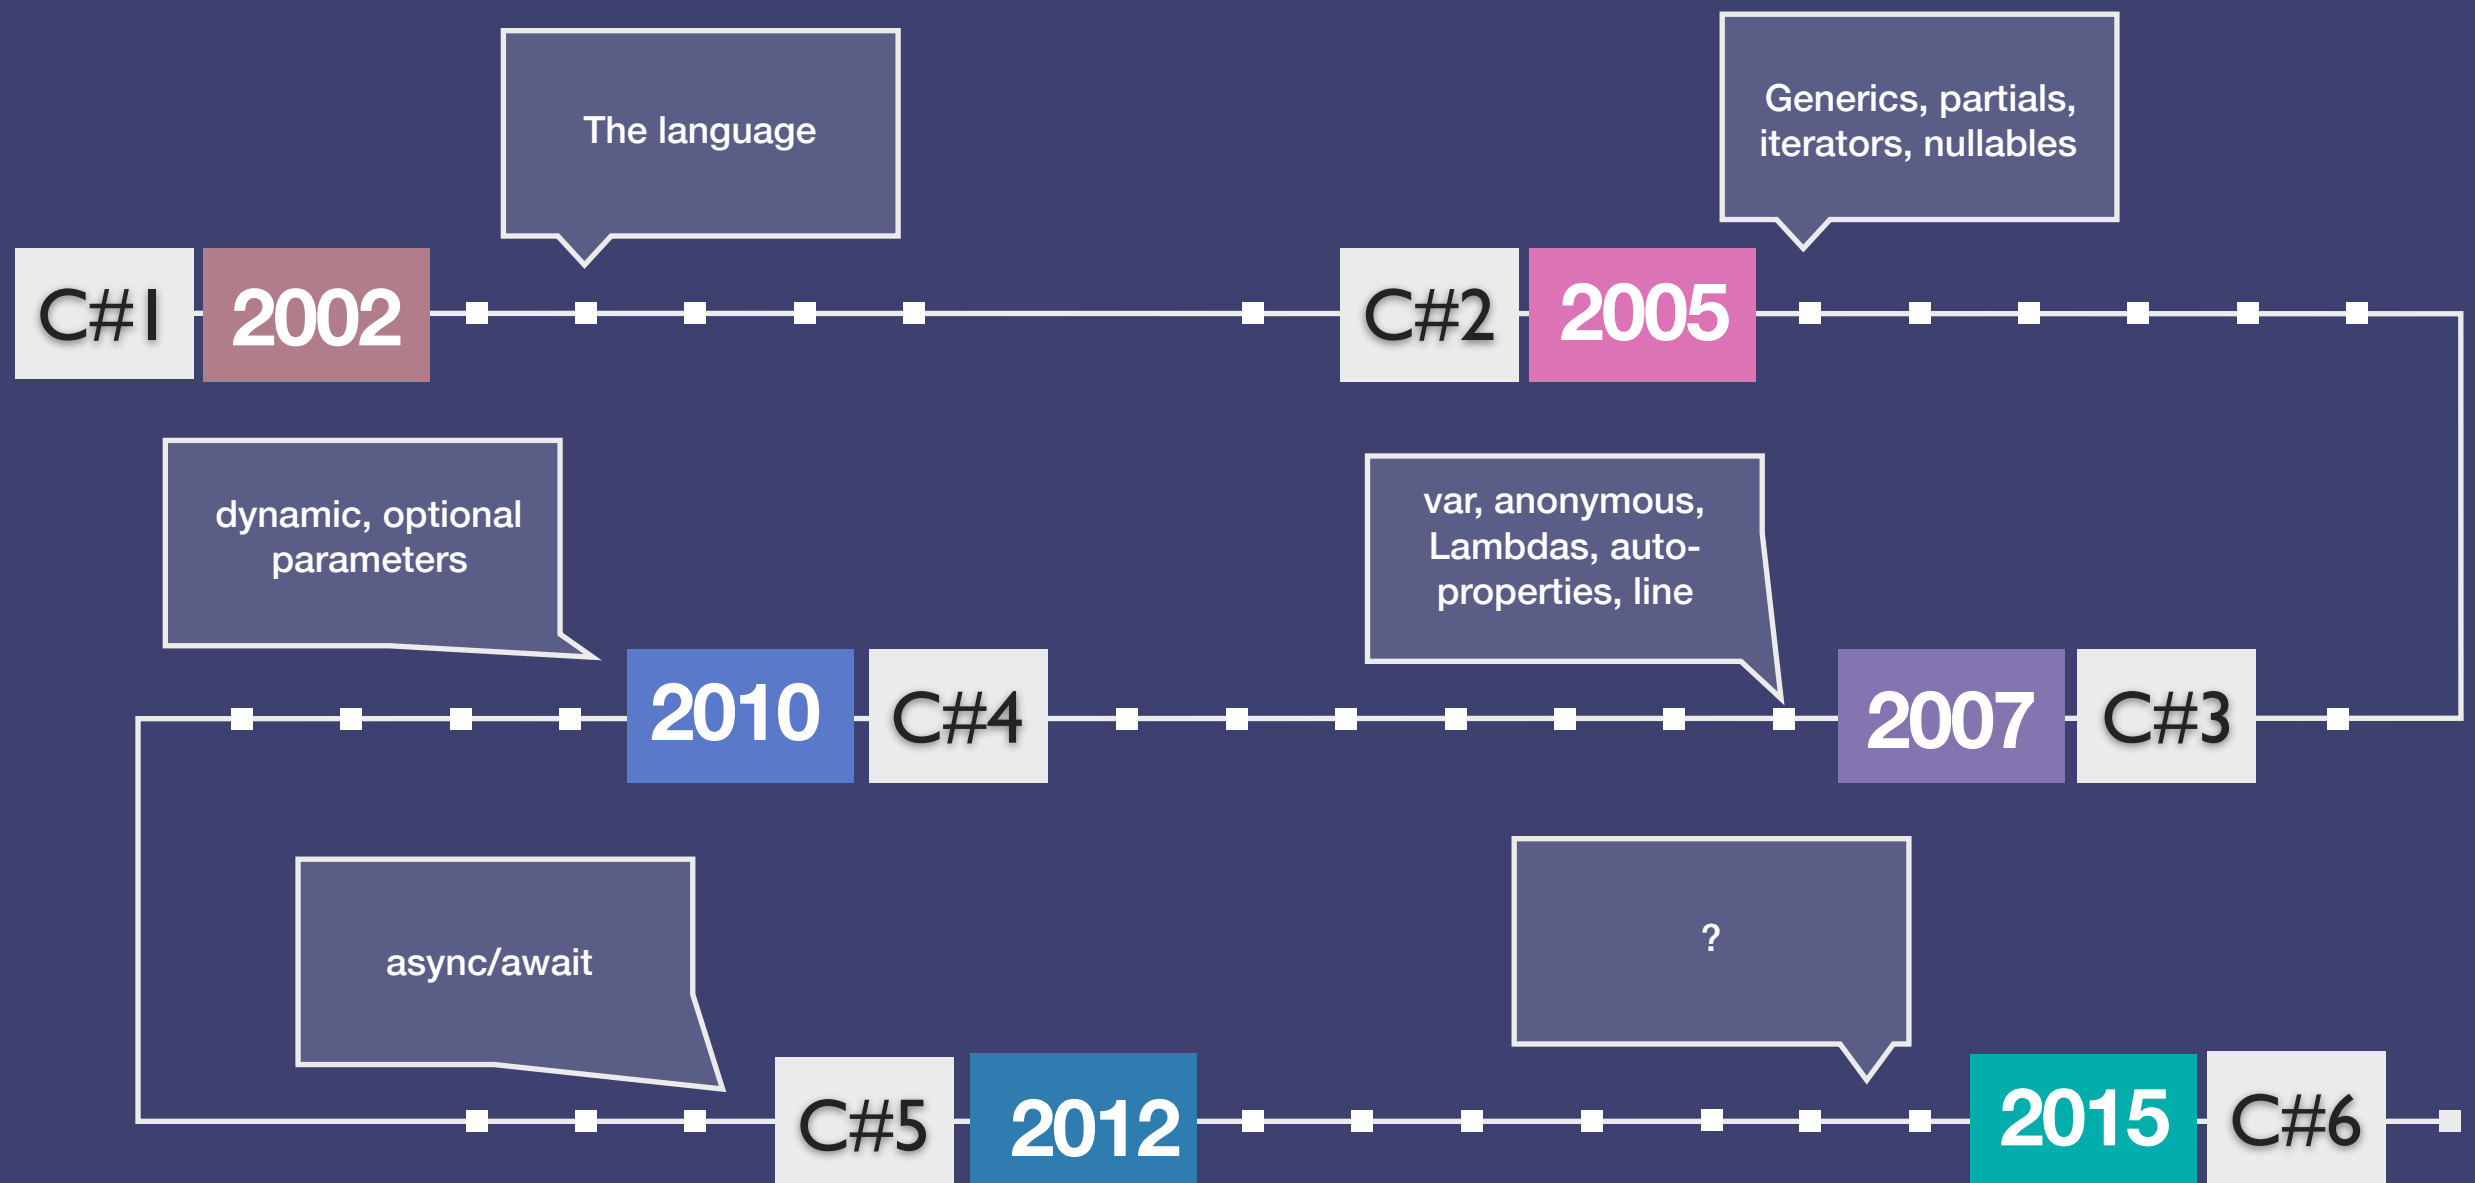 The language
Generics, partials,
iterators, nullables
C#1
2002
C#2
2005
dynamic, optional
parameters
var, anonymous,
Lambdas, auto-
properties, line
2010
C#4
2007
C#3
async/await
?
C#5
2012
2015
C#6